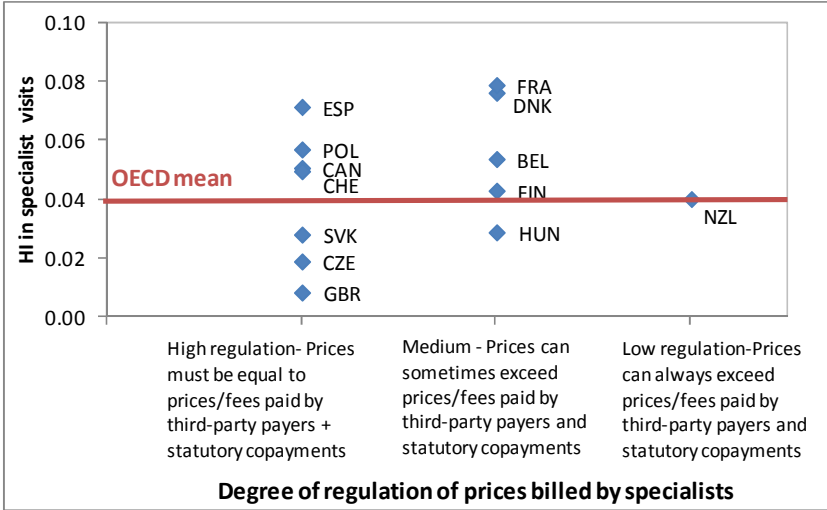 0.10
0.08
0.06
0.04
0.02
0.00
HI in specialist visits
OECD mean
ESP
POL
CAN
CHE
SVK
CZE
GBR
FRA
DNK
BEL
FIN
HUN
NZL
High regulation- Prices
must be equal to
prices/fees paid by
third-party payers +
statutory copayments
Medium - Prices can
sometimes exceed
prices/fees paid by
third-party payers and
statutory copayments
Low regulation-Prices
can always exceed
prices/fees paid by
third-party payers and
statutory copayments
Degree of regulation of prices billed by specialists